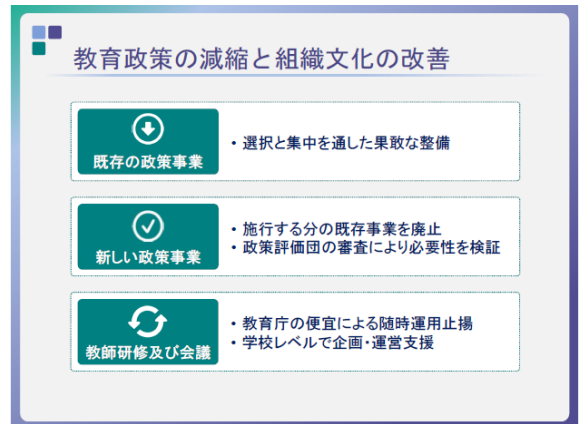 教育政策の減縮と組織文化の改善
既存の政策事業
・選択と集中を通した果敢な整備
新しい政策事業
・施行する分の既存事業を廃止
・政策評価団の審査により必要性を検証
教師研修及び会議
・教育庁の便宜による随時運用止揚
・学校レベルで企画・運営支援